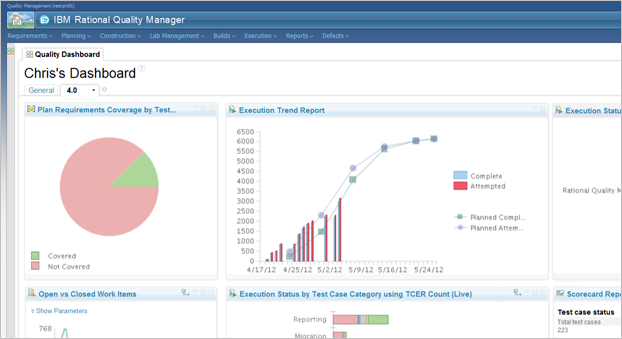 Quality Management (reorqm02)
IBM Rational Quality Manager
Requirements Planning Construction Lab Management Builds Execution Reports Defects
Quality Dashboard
Chris's Dashboard ?
General 4.0
Plan Requirements Coverage by Test...
Covered
Not Covered
Execution Trend Report
6500
6000
5500
5000
4500
4000
3500
3000
2500
2000
1500
1000
500
0
4/17/12 4/25/12 5/2/12 5/9/12 5/16/12 5/24/12
Complete
Attempted
Planned Compl...
Planned Attem...
Execution Statu
Rational Quality M
Open vs Closed Work Items
Show Parameters
768
Execution Status by Test Case Category using TCER Count (Live)
Reporting
Migration
Scorecard Repo
Test case status
Total test cases
223